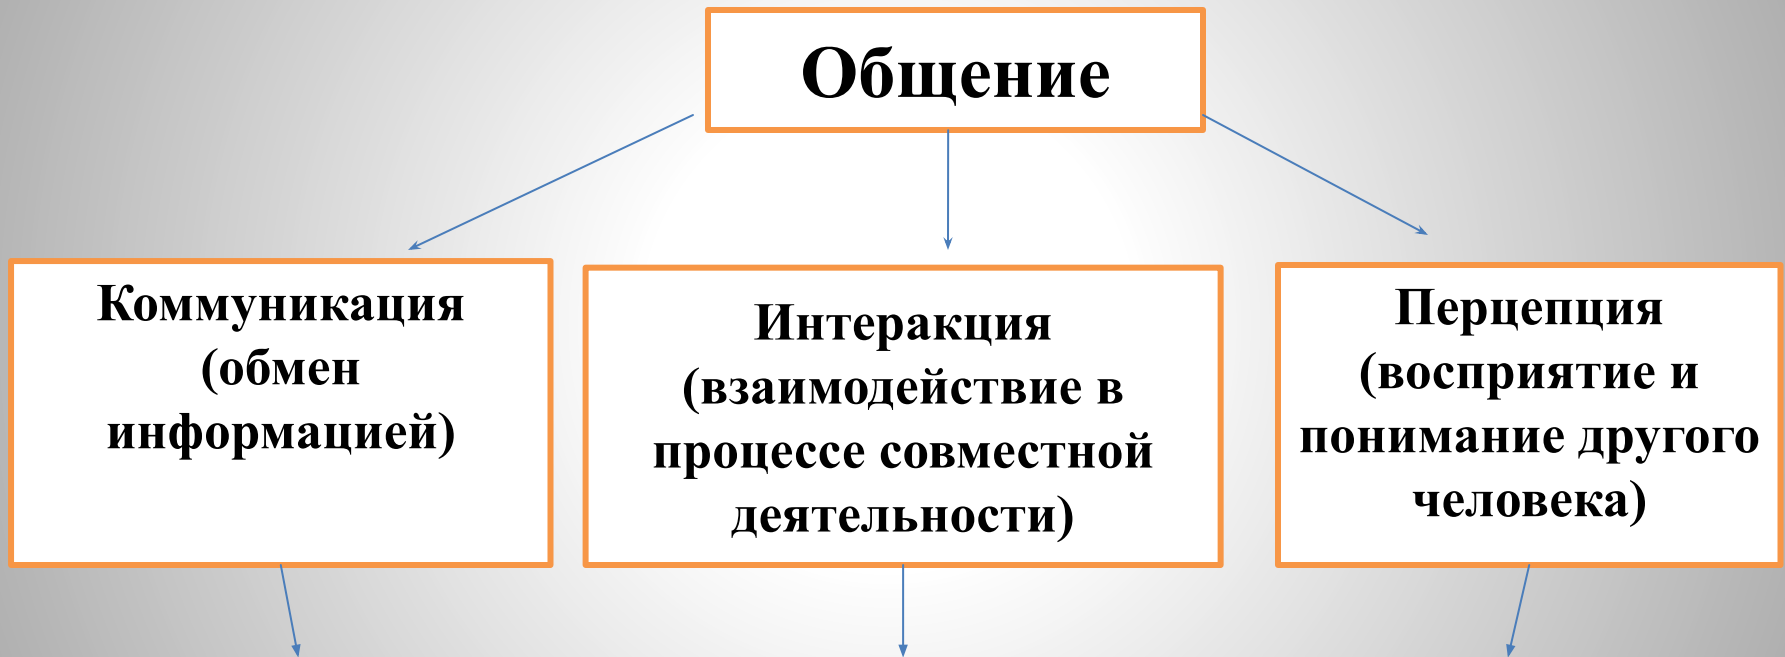 Общение
Коммуникация
(обмен
информацией)
Интеракция
(взаимодействие в
процессе совместной
деятельности)
Перцепция
(восприятие и
понимание другого
человека)